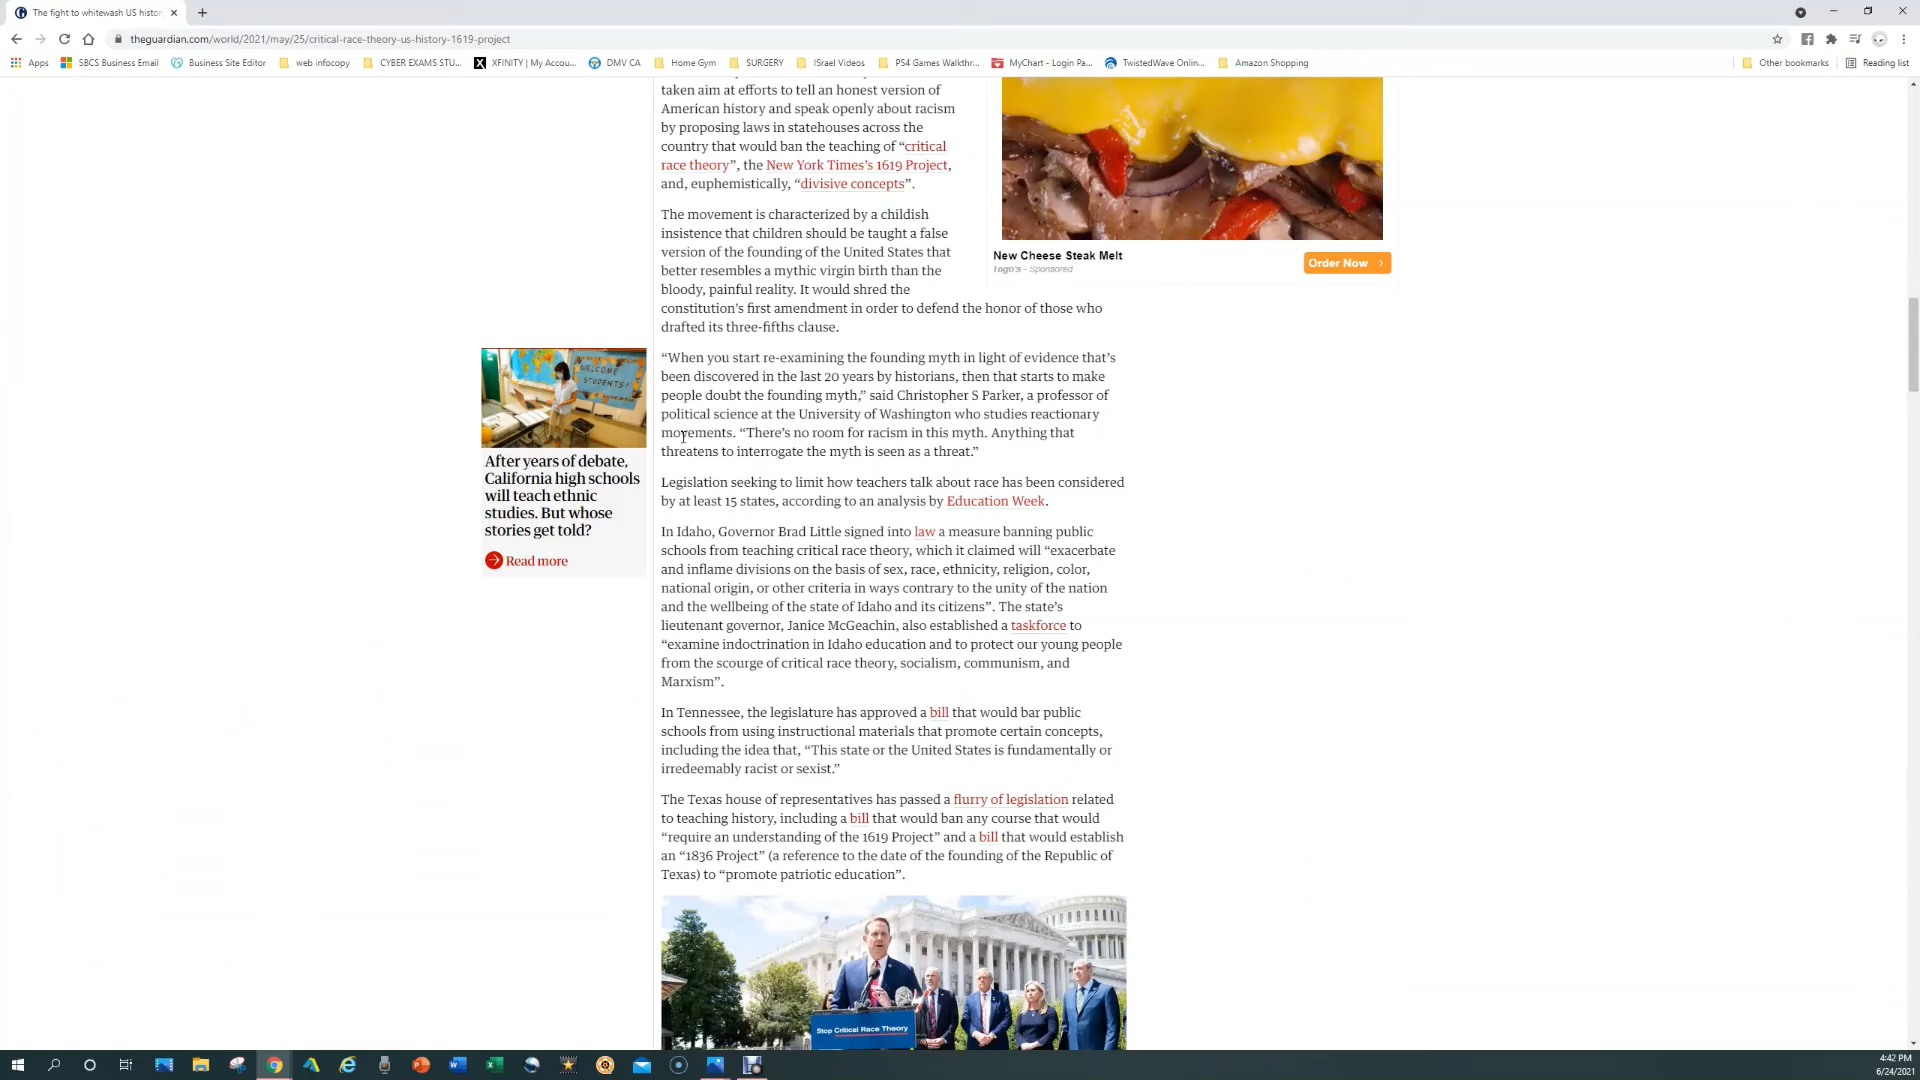 The fight to whitewash US histor
theguardian.com/world/2021/may/25/critical-race-theory-us-history-1619-project
Apps
SBCS Business Email
Business Site Editor
web infocopy
CYBER EXAMS STU...
XFINITY | My Accou...
DMV CA
Home Gym
SURGERY
ISrael Videos
PS4 Games Walkthr...
MyChart - Login Pa...
TwistedWave Onlin...
Amazon Shopping
Other bookmarks
Reading list
taken aim at efforts to tell an honest version of
American history and speak openly about racism
by proposing laws in statehouses across the
country that would ban the teaching of “critical
race theory”, the New York Times’s 1619 Project,
and, euphemistically, “divisive concepts”.
New Cheese Steak Melt
Togo's - Sponsored
Order Now
The movement is characterized by a childish
insistence that children should be taught a false
version of the founding of the United States that
better resembles a mythic virgin birth than the
bloody, painful reality. It would shred the
constitution’s first amendment in order to defend the honor of those who
drafted its three-fifths clause.
WELCOME
STUDENTS!
After years of debate,
California high schools
will teach ethnic
studies. But whose
stories get told?
Read more
“When you start re-examining the founding myth in light of evidence that’s
been discovered in the last 20 years by historians, then that starts to make
people doubt the founding myth,” said Christopher S Parker, a professor of
political science at the University of Washington who studies reactionary
movements. “There’s no room for racism in this myth. Anything that
threatens to interrogate the myth is seen as a threat.”
Legislation seeking to limit how teachers talk about race has been considered
by at least 15 states, according to an analysis by Education Week.
In Idaho, Governor Brad Little signed into law a measure banning public
schools from teaching critical race theory, which it claimed will “exacerbate
and inflame divisions on the basis of sex, race, ethnicity, religion, color,
national origin, or other criteria in ways contrary to the unity of the nation
and the wellbeing of the state of Idaho and its citizens”. The state’s
lieutenant governor, Janice McGeachin, also established a taskforce to
“examine indoctrination in Idaho education and to protect our young people
from the scourge of critical race theory, socialism, communism, and
Marxism”.
In Tennessee, the legislature has approved a bill that would bar public
schools from using instructional materials that promote certain concepts,
including the idea that, “This state or the United States is fundamentally or
irredeemably racist or sexist.”
The Texas house of representatives has passed a flurry of legislation related
to teaching history, including a bill that would ban any course that would
“require an understanding of the 1619 Project” and a bill that would establish
an “1836 Project” (a reference to the date of the founding of the Republic of
Texas) to “promote patriotic education”.
Stop Critical Race Theory
4:42 PM
6/24/2021